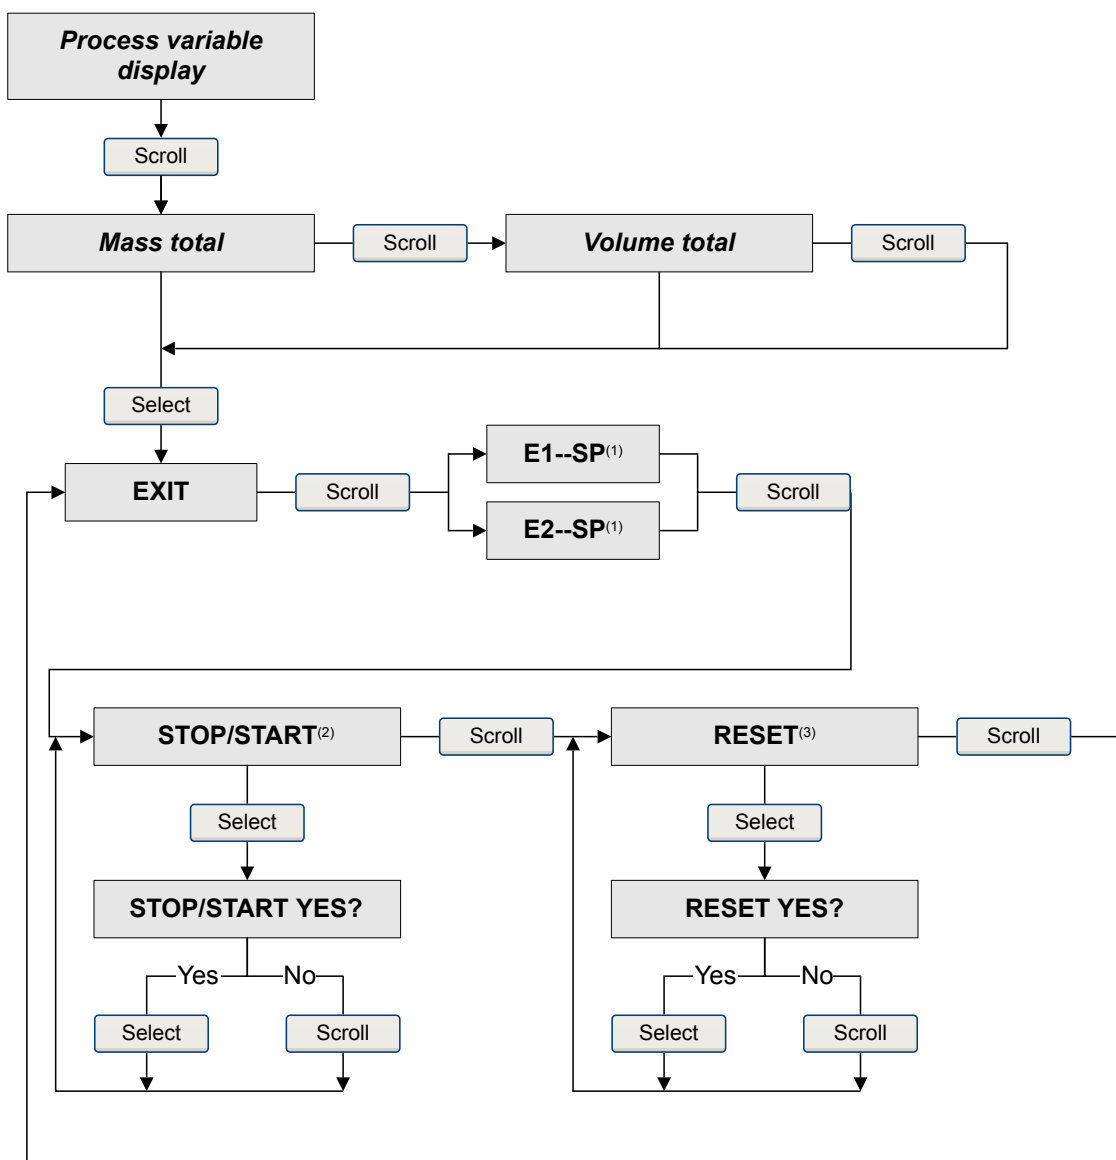 Process variable
display
Scroll
Mass total
Scroll
Volume total
Scroll
Select
EXIT
Scroll
E1--SP(1)
E2--SP(1)
Scroll
STOP/START(2)
Scroll
RESET(3)
Scroll
Select
Select
STOP/START YES?
RESET YES?
Yes
No
Yes
No
Select
Scroll
Select
Scroll